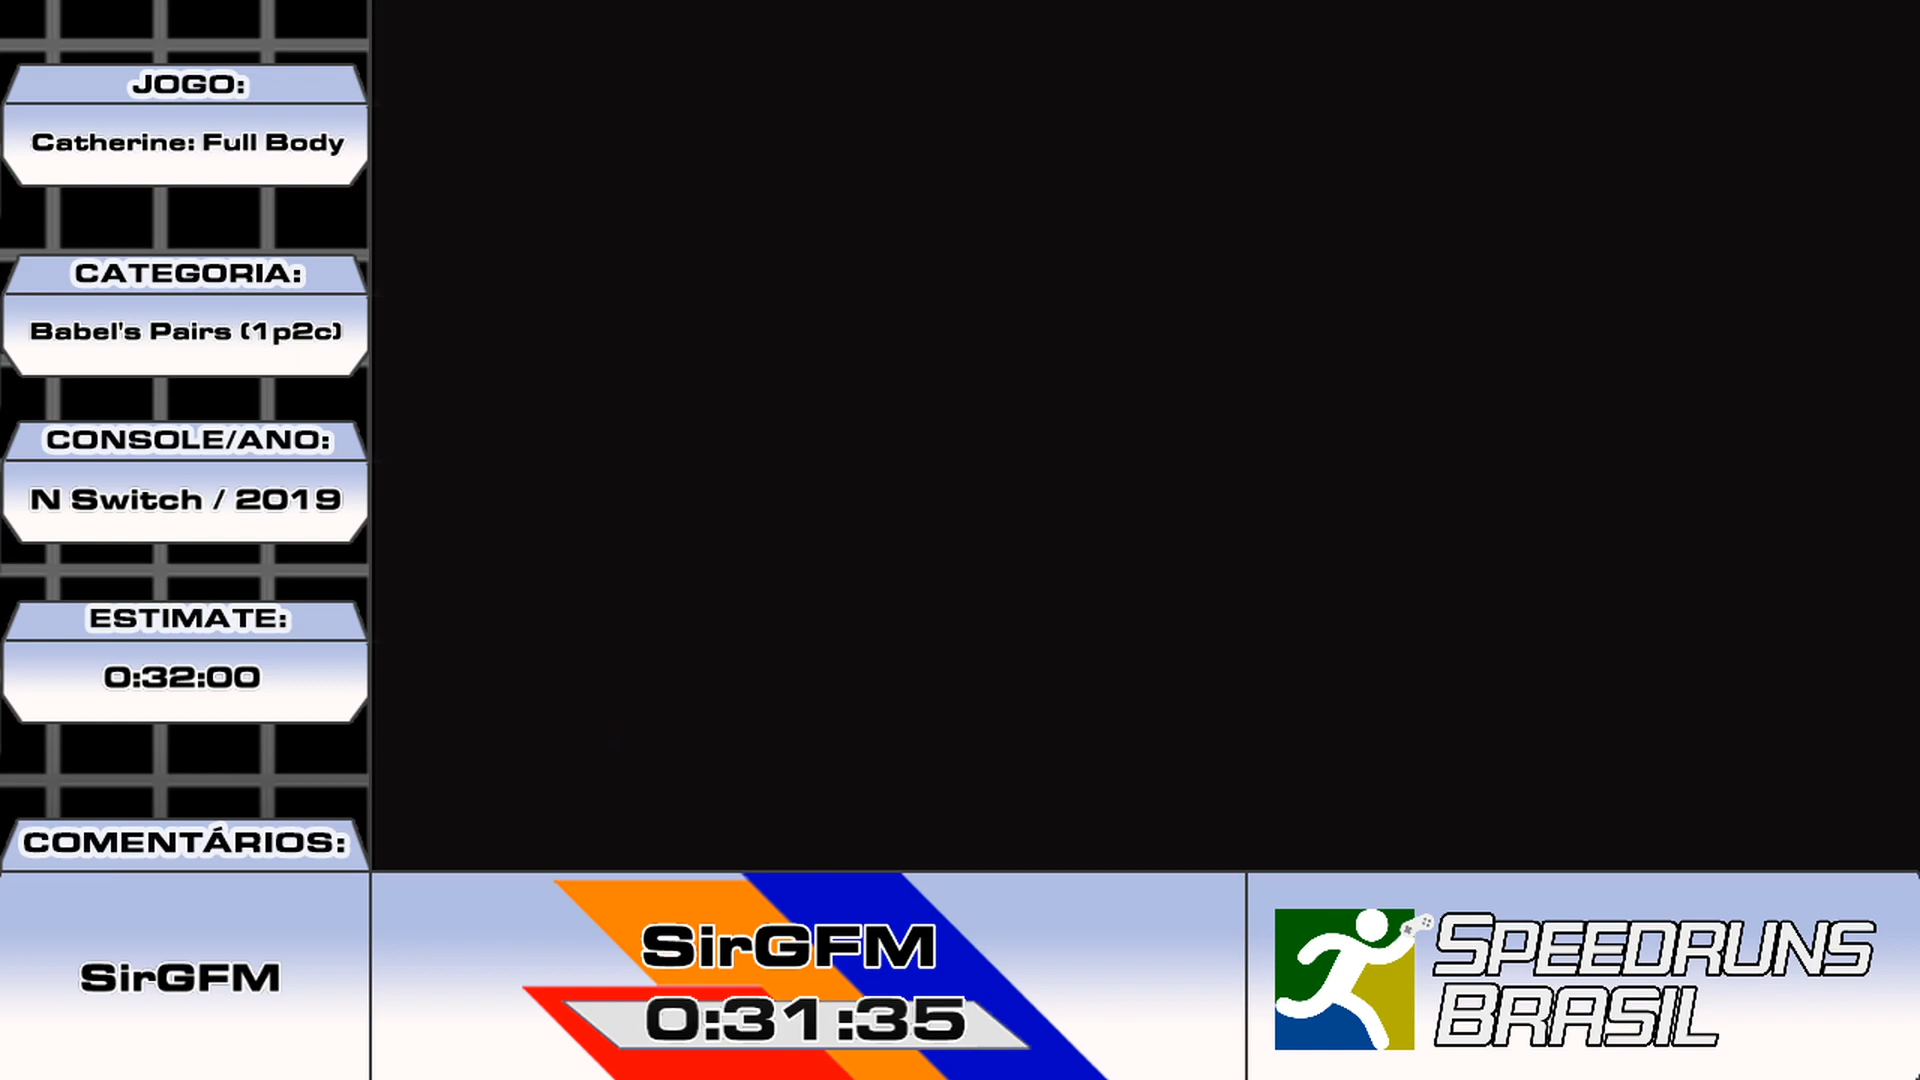 JOGO:
Catherine: Full Body
CATEGORIA:
Babel's Pairs (1p2c)
CONSOLE/ANO:
N Switch / 2019
ESTIMATE:
0:32:00
COMENTÁRIOS:
SirGFM
SirGFM
0:31:35
SPEEDRUNS
BRASIL